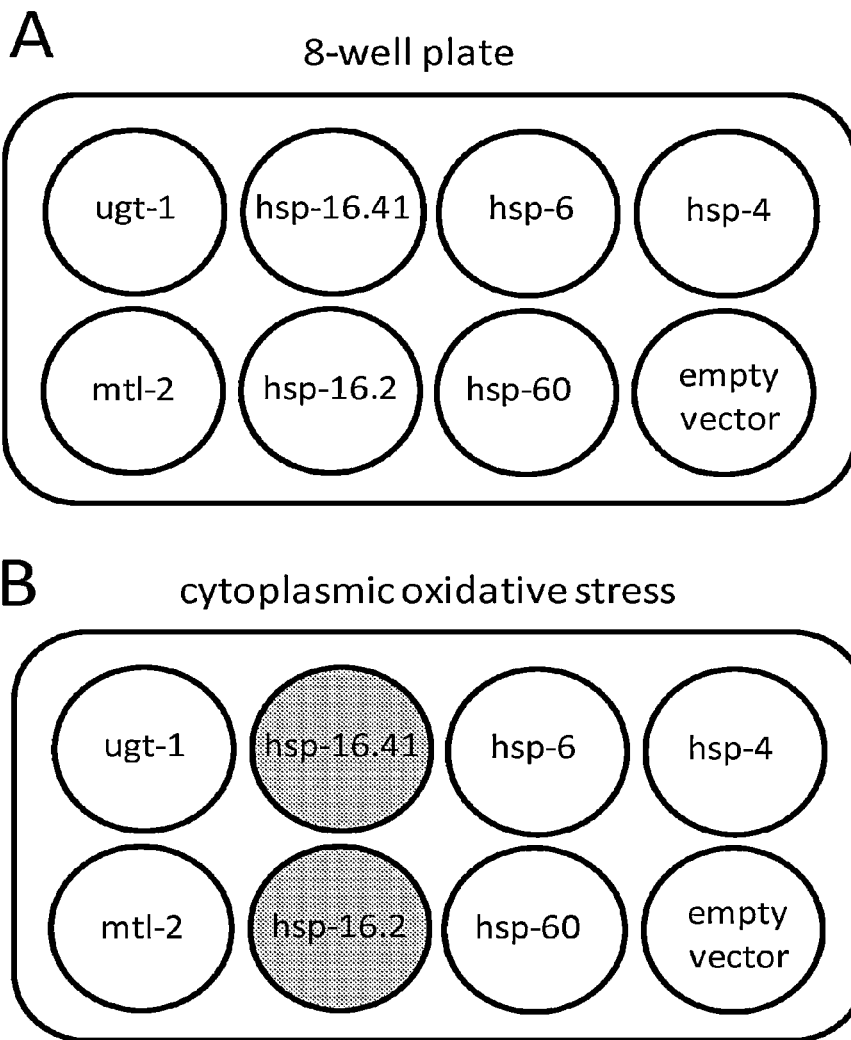 A
8-well plate
ugt-1
hsp-16.41
hsp-6
hsp-4
mtl-2
hsp-16.2
hsp-60
empty
vector
B
cytoplasmic oxidative stress
ugt-1
hsp-16.41
hsp-6
hsp-4
mtl-2
hsp-16.2
hsp-60
empty
vector